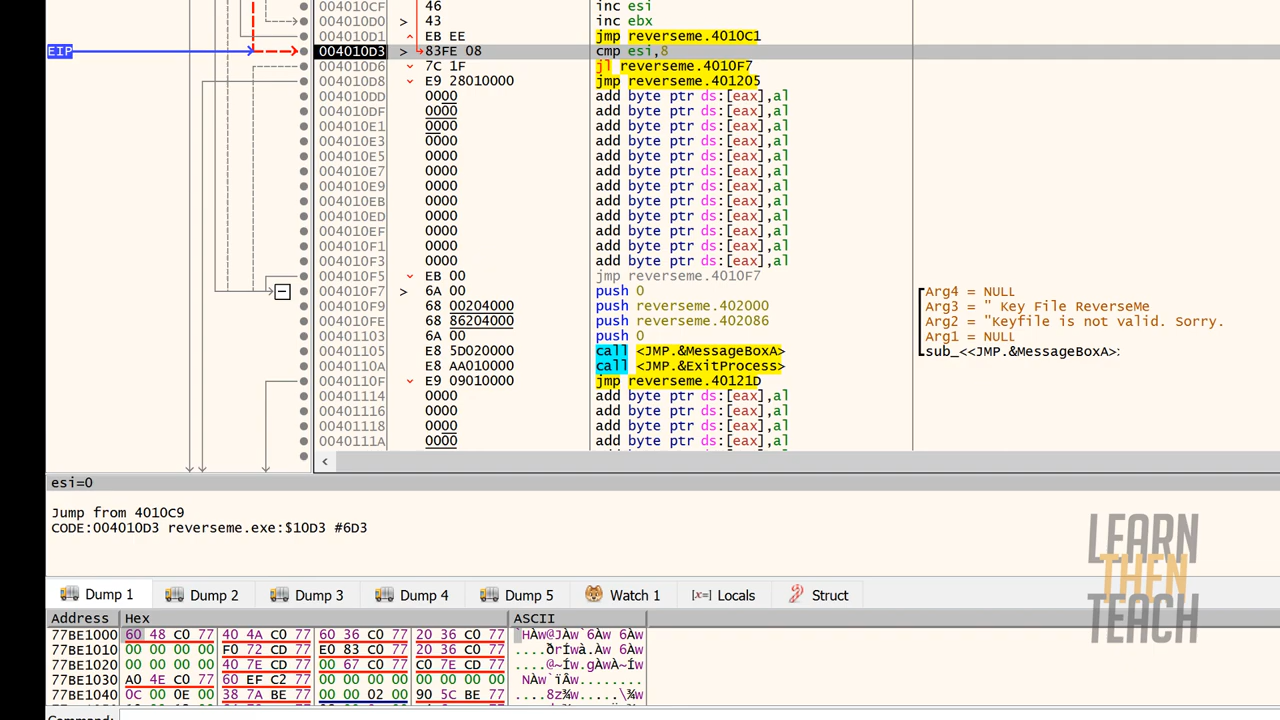 004010CF 46 inc esi
004010D0 > 43 inc ebx
004010D1 EB EE jmp reverseme.4010C1
EIP 004010D3 > 83FE 08 cmp esi,8
004010D6 7C 1F jl reverseme.4010F7
004010D8 E9 28010000 jmp reverseme.401205
004010DD 0000 add byte ptr ds:[eax],al
004010DF 0000 add byte ptr ds:[eax],al
004010E1 0000 add byte ptr ds:[eax],al
004010E3 0000 add byte ptr ds:[eax],al
004010E5 0000 add byte ptr ds:[eax],al
004010E7 0000 add byte ptr ds:[eax],al
004010E9 0000 add byte ptr ds:[eax],al
004010EB 0000 add byte ptr ds:[eax],al
004010ED 0000 add byte ptr ds:[eax],al
004010EF 0000 add byte ptr ds:[eax],al
004010F1 0000 add byte ptr ds:[eax],al
004010F3 0000 add byte ptr ds:[eax],al
004010F5 EB 00 jmp reverseme.4010F7
004010F7 > 6A 00 push 0 Arg4 = NULL
004010F9 68 00204000 push reverseme.402000 Arg3 = " Key File ReverseMe
004010FE 68 86204000 push reverseme.402086 Arg2 = "Keyfile is not valid. Sorry.
00401103 6A 00 push 0 Arg1 = NULL
00401105 E8 5D020000 call <JMP.&MessageBoxA> sub_<<JMP.&MessageBoxA>:
0040110A E8 AA010000 call <JMP.&ExitProcess>
0040110F E9 09010000 jmp reverseme.40121D
00401114 0000 add byte ptr ds:[eax],al
00401116 0000 add byte ptr ds:[eax],al
00401118 0000 add byte ptr ds:[eax],al
0040111A 0000 add byte ptr ds:[eax],al
esi=0
Jump from 4010C9
CODE:004010D3 reverseme.exe:$10D3 #6D3
LEARN
THEN
TEACH
Dump 1 Dump 2 Dump 3 Dump 4 Dump 5 Watch 1 [x=] Locals Struct
Address Hex ASCII
77BE1000 60 48 C0 77 40 4A C0 77 60 36 C0 77 20 36 C0 77 `HÀw@JÀw`6Àw 6Àw
77BE1010 00 00 00 00 F0 72 CD 77 E0 83 C0 77 20 36 C0 77 ....ðrÍwà.Àw 6Àw
77BE1020 00 00 00 00 40 7E CD 77 00 67 C0 77 C0 7E CD 77 ....@~Íw.gÀwÀ~Íw
77BE1030 A0 4E C0 77 60 EF C2 77 00 00 00 00 00 00 00 00 NÀw`ïÂw........
77BE1040 0C 00 0E 00 38 7A BE 77 00 00 02 00 90 5C BE 77 ....8z¾w.....\¾w
Command: